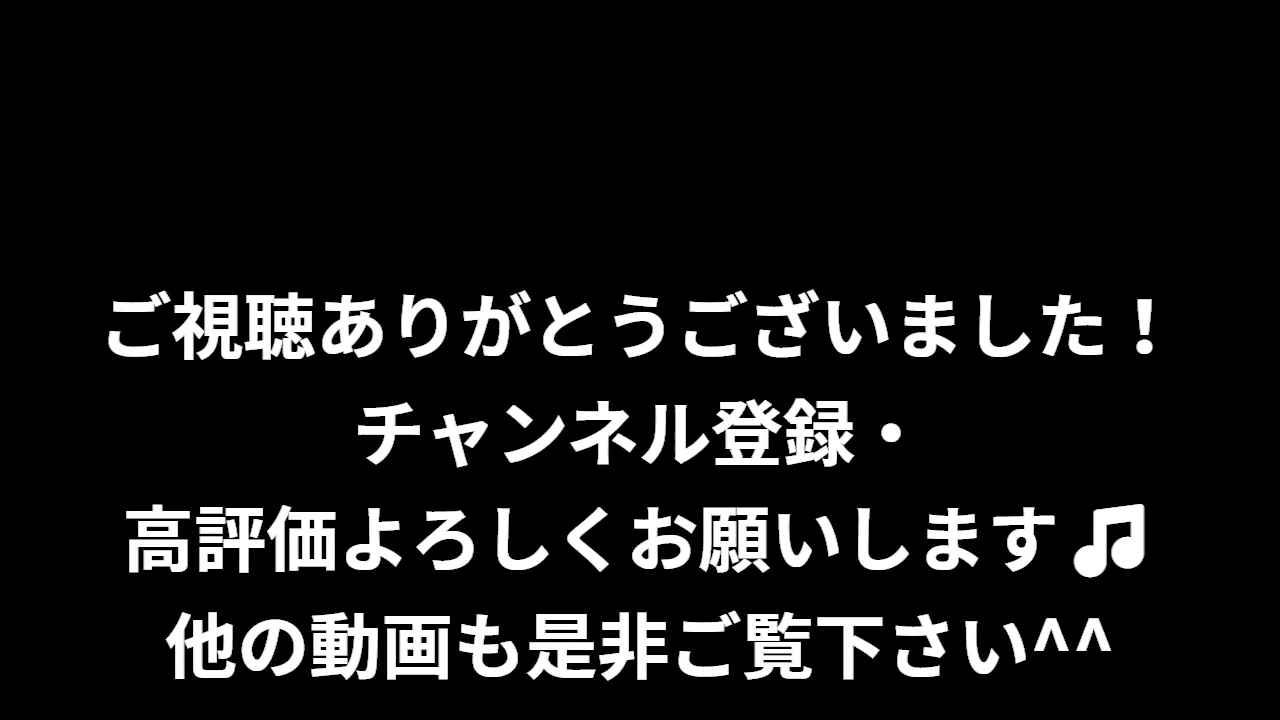 ご視聴ありがとうございました！
チャンネル登録・
高評価よろしくお願いします🎵
他の動画も是非ご覧下さい^^